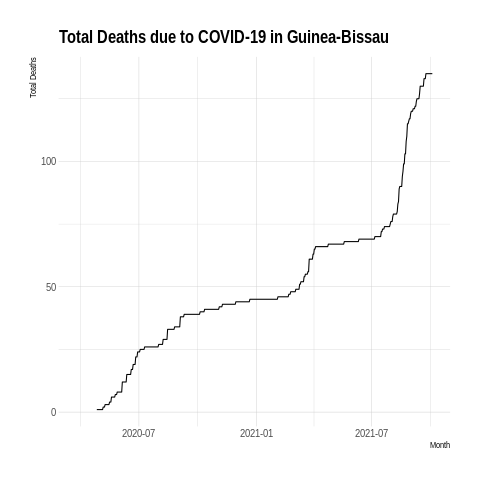 Total Deaths due to COVID-19 in Guinea-Bissau
Total Deaths
100
50
0
2020-07 2021-01 2021-07
Month